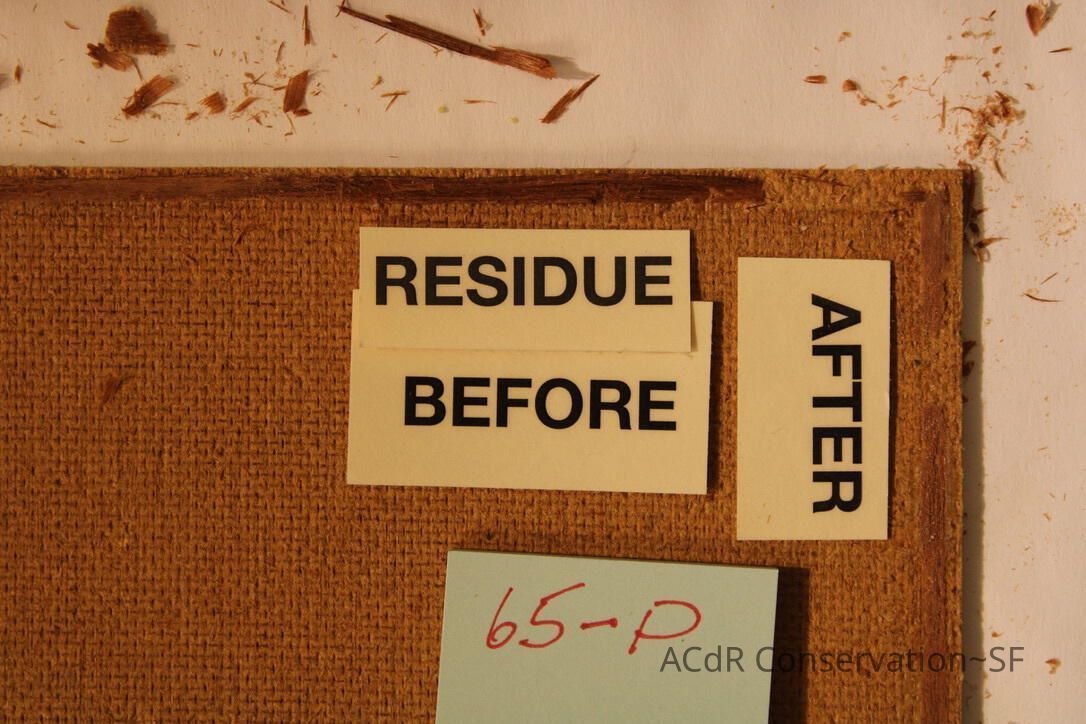 RESIDUE
BEFORE
AFTER
65-P
ACdR Conservation~SF